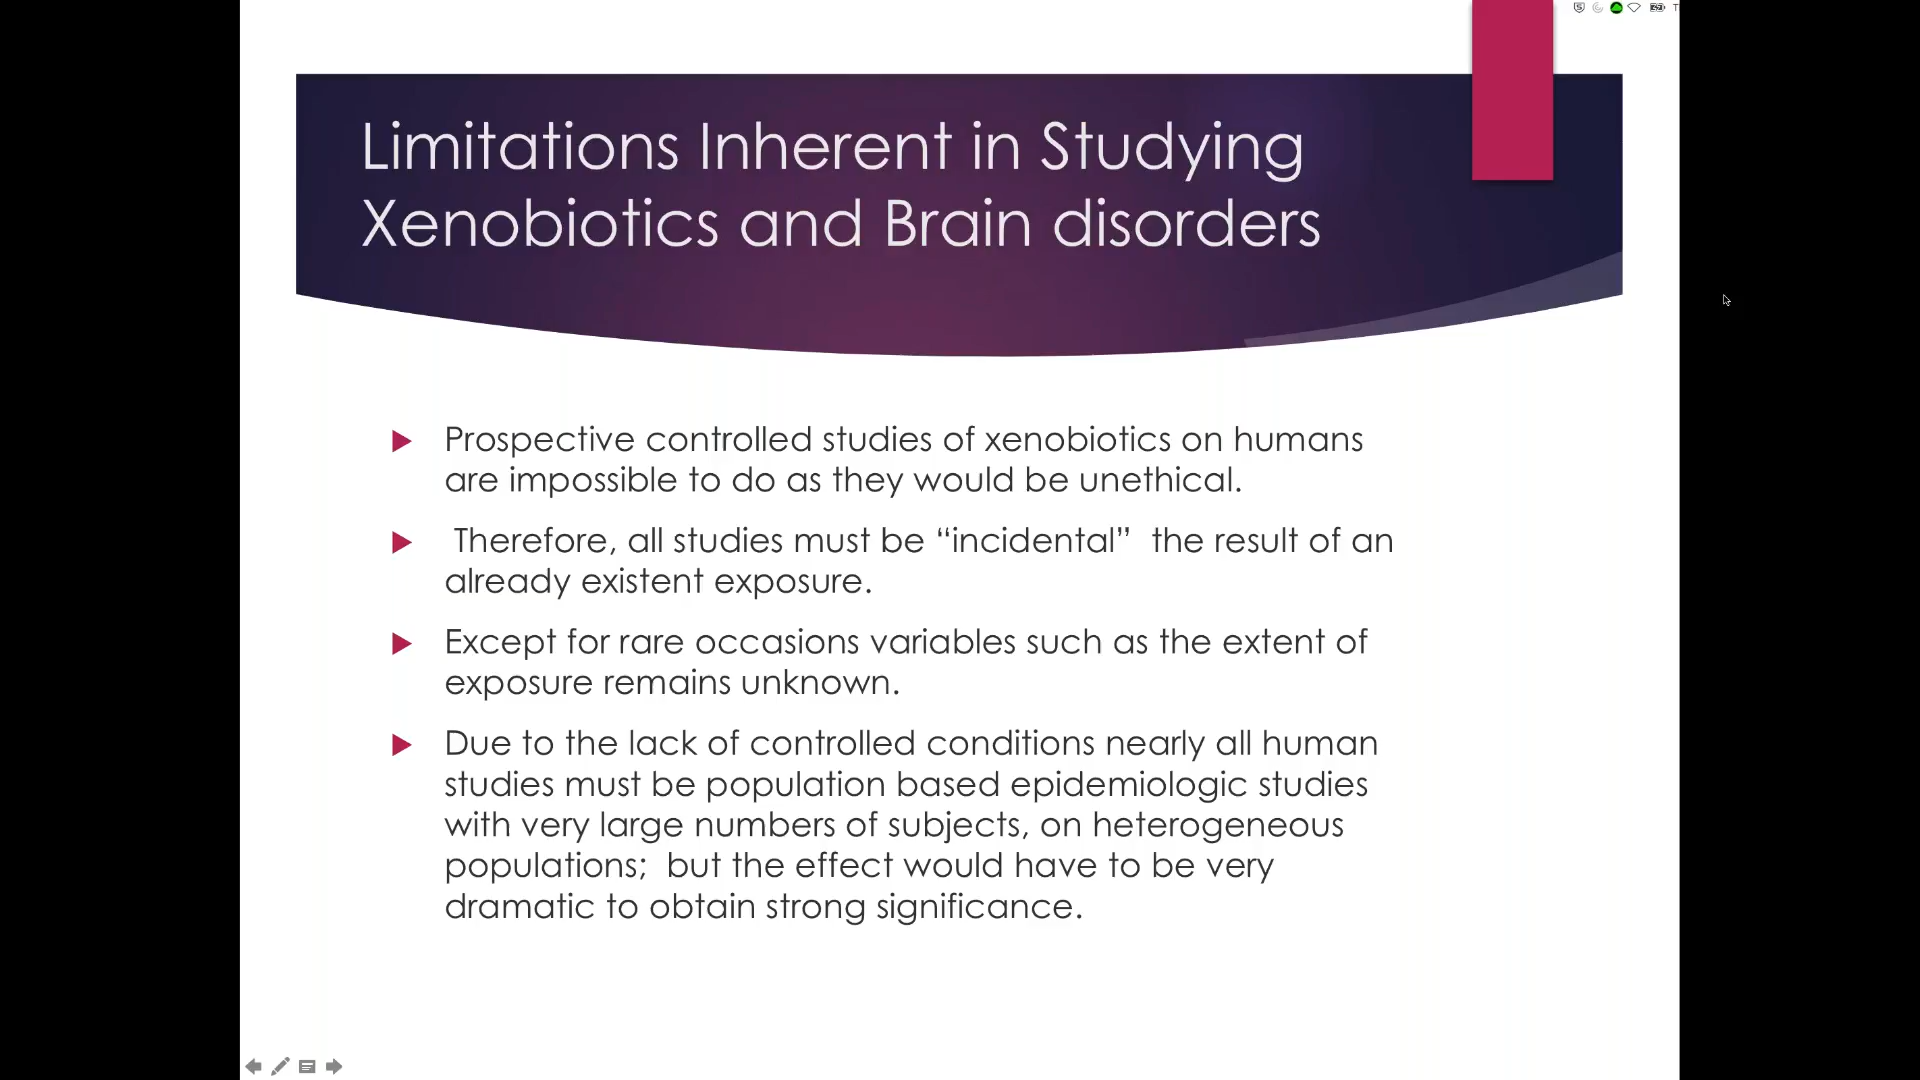 Limitations Inherent in Studying
Xenobiotics and Brain disorders
Prospective controlled studies of xenobiotics on humans
are impossible to do as they would be unethical.
Therefore, all studies must be “incidental”  the result of an
already existent exposure.
Except for rare occasions variables such as the extent of
exposure remains unknown.
Due to the lack of controlled conditions nearly all human
studies must be population based epidemiologic studies
with very large numbers of subjects, on heterogeneous
populations;  but the effect would have to be very
dramatic to obtain strong significance.